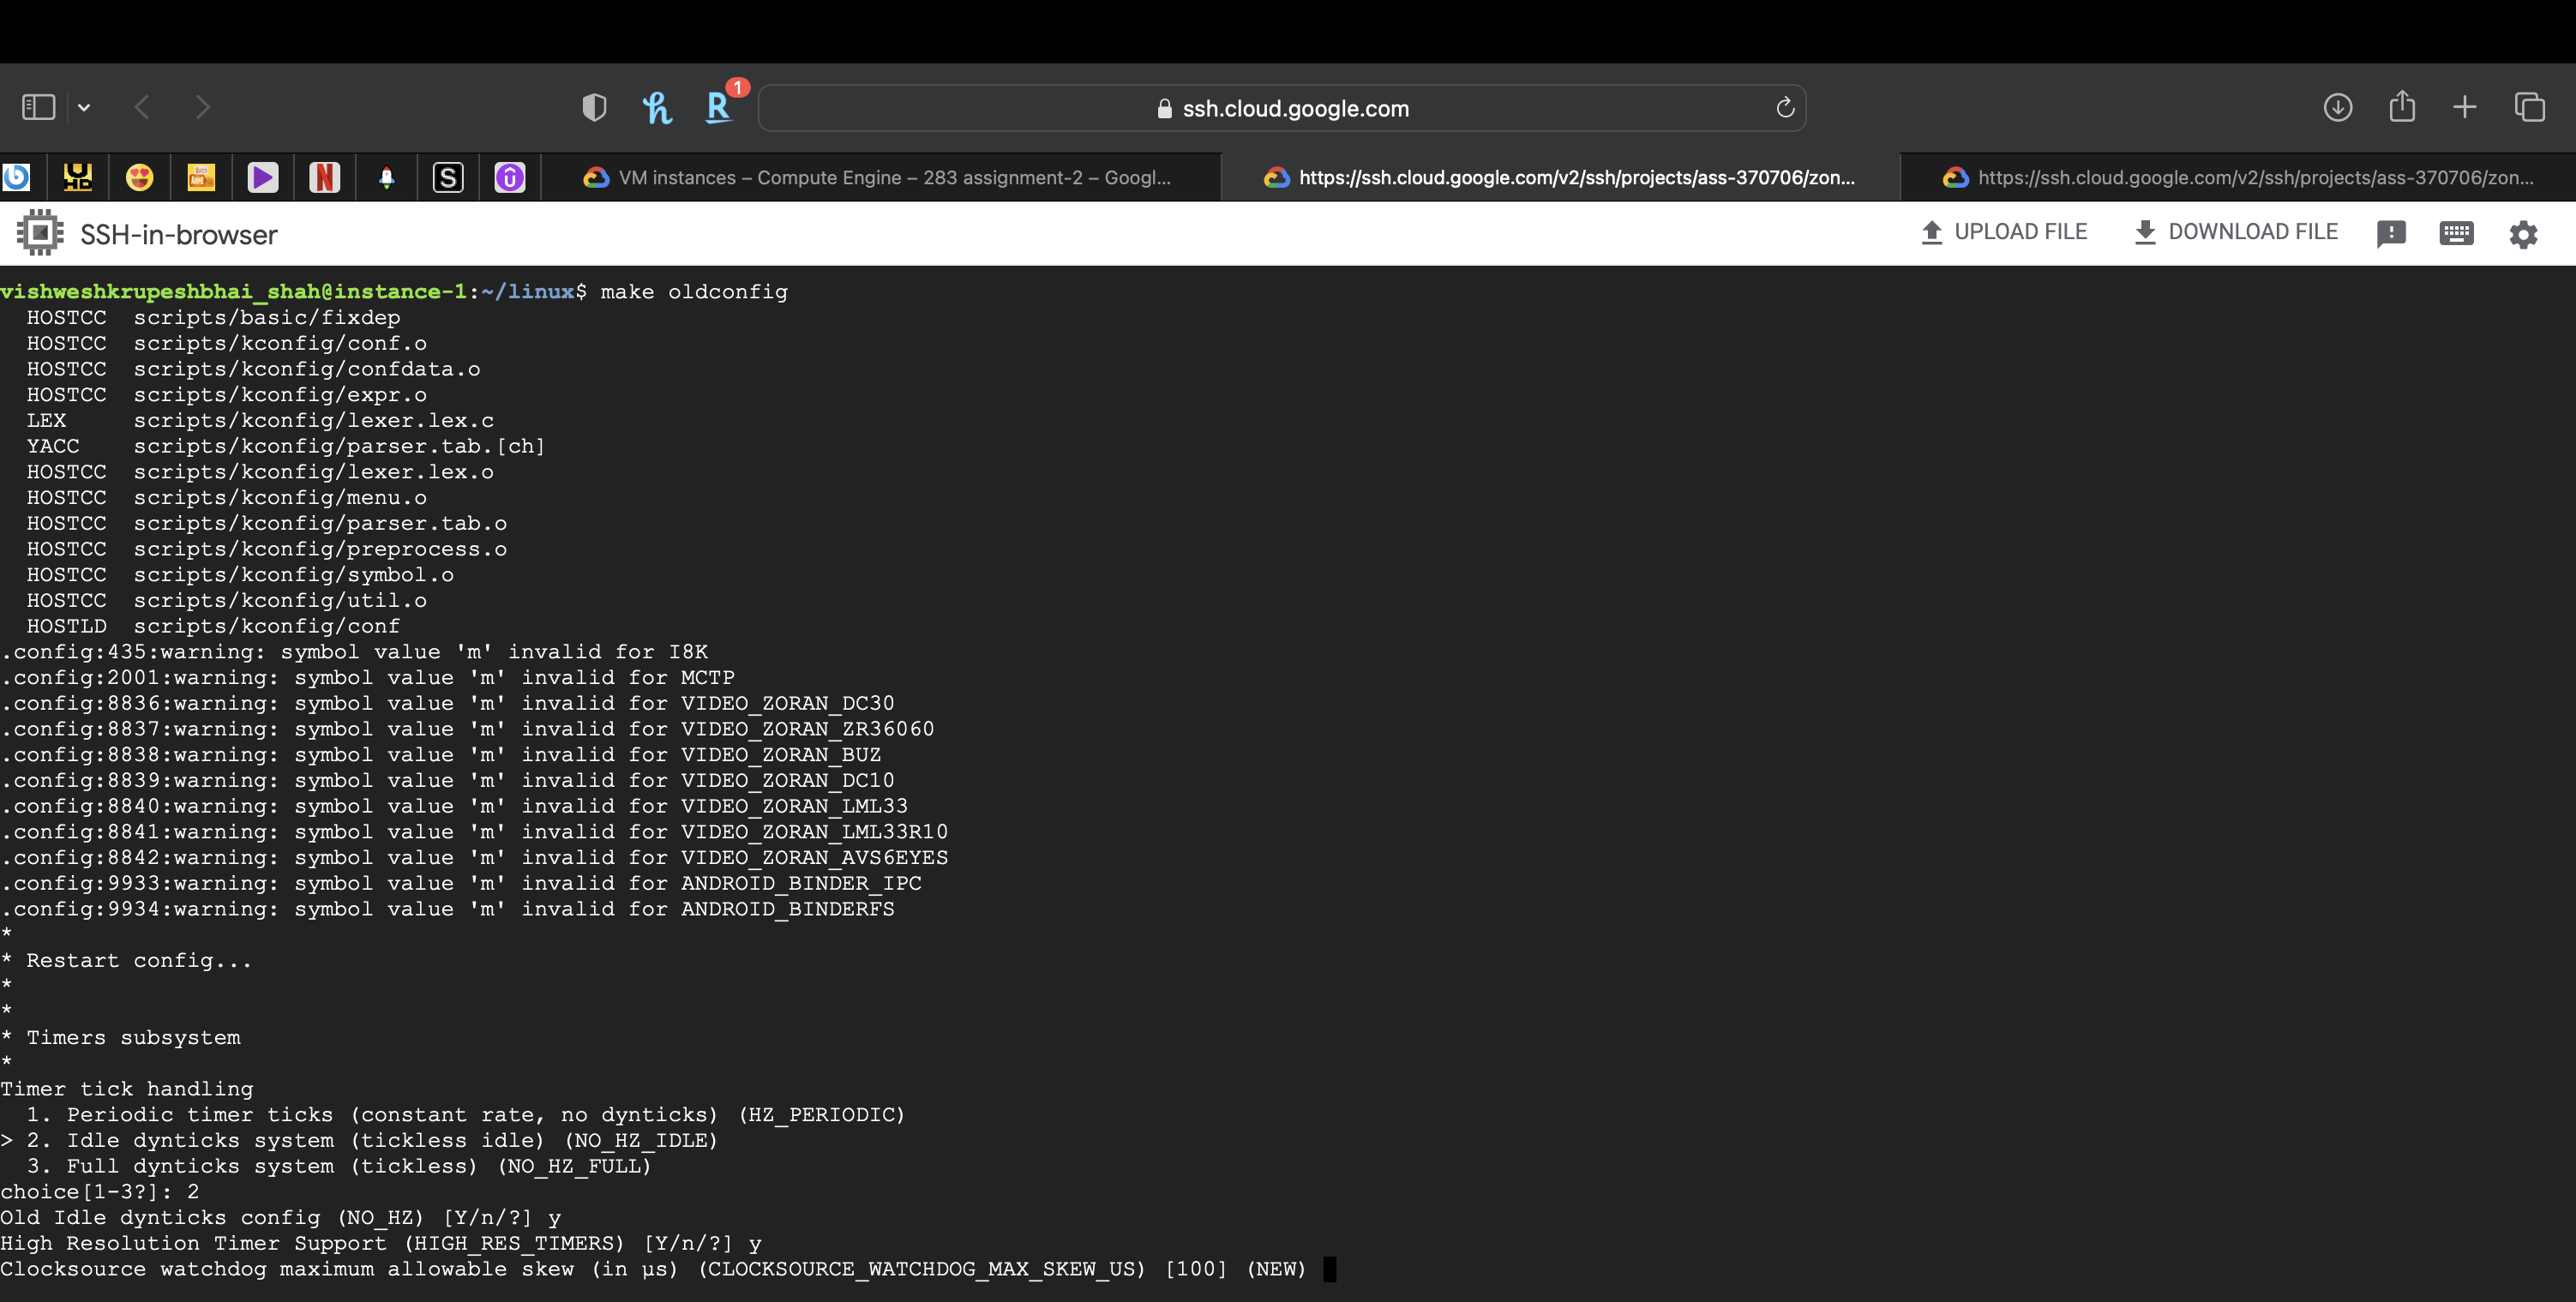 1
ssh.cloud.google.com
VM instances – Compute Engine – 283 assignment-2 – Googl...
https://ssh.cloud.google.com/v2/ssh/projects/ass-370706/zon...
https://ssh.cloud.google.com/v2/ssh/projects/ass-370706/zon...
SSH-in-browser
UPLOAD FILE
DOWNLOAD FILE
vishweshkrupeshbhai_shah@instance-1:~/linux$ make oldconfig
HOSTCC scripts/basic/fixdep
HOSTCC scripts/kconfig/conf.o
HOSTCC scripts/kconfig/confdata.o
HOSTCC scripts/kconfig/expr.o
LEX scripts/kconfig/lexer.lex.c
YACC scripts/kconfig/parser.tab.[ch]
HOSTCC scripts/kconfig/lexer.lex.o
HOSTCC scripts/kconfig/menu.o
HOSTCC scripts/kconfig/parser.tab.o
HOSTCC scripts/kconfig/preprocess.o
HOSTCC scripts/kconfig/symbol.o
HOSTCC scripts/kconfig/util.o
HOSTLD scripts/kconfig/conf
.config:435:warning: symbol value 'm' invalid for I8K
.config:2001:warning: symbol value 'm' invalid for MCTP
.config:8836:warning: symbol value 'm' invalid for VIDEO_ZORAN_DC30
.config:8837:warning: symbol value 'm' invalid for VIDEO_ZORAN_ZR36060
.config:8838:warning: symbol value 'm' invalid for VIDEO_ZORAN_BUZ
.config:8839:warning: symbol value 'm' invalid for VIDEO_ZORAN_DC10
.config:8840:warning: symbol value 'm' invalid for VIDEO_ZORAN_LML33
.config:8841:warning: symbol value 'm' invalid for VIDEO_ZORAN_LML33R10
.config:8842:warning: symbol value 'm' invalid for VIDEO_ZORAN_AVS6EYES
.config:9933:warning: symbol value 'm' invalid for ANDROID_BINDER_IPC
.config:9934:warning: symbol value 'm' invalid for ANDROID_BINDERFS
*
* Restart config...
*
*
* Timers subsystem
*
Timer tick handling
1. Periodic timer ticks (constant rate, no dynticks) (HZ_PERIODIC)
> 2. Idle dynticks system (tickless idle) (NO_HZ_IDLE)
3. Full dynticks system (tickless) (NO_HZ_FULL)
choice[1-3?]: 2
Old Idle dynticks config (NO_HZ) [Y/n/?] y
High Resolution Timer Support (HIGH_RES_TIMERS) [Y/n/?] y
Clocksource watchdog maximum allowable skew (in µs) (CLOCKSOURCE_WATCHDOG_MAX_SKEW_US) [100] (NEW)